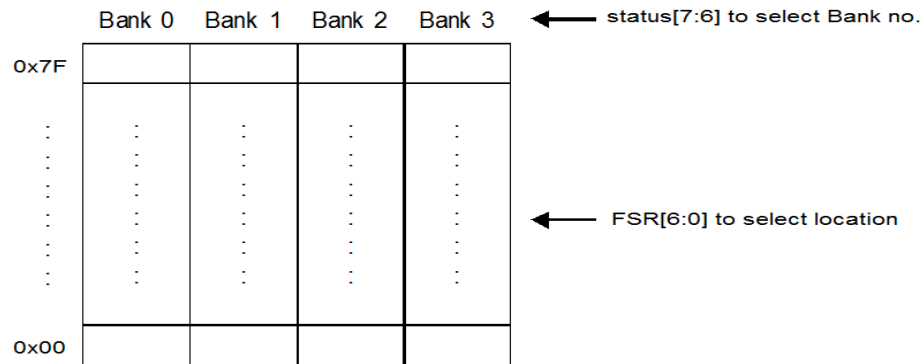 Bank 0 Bank 1 Bank 2 Bank 3 status[7:6] to select Bank no.
0x7F
FSR[6:0] to select location
0x00